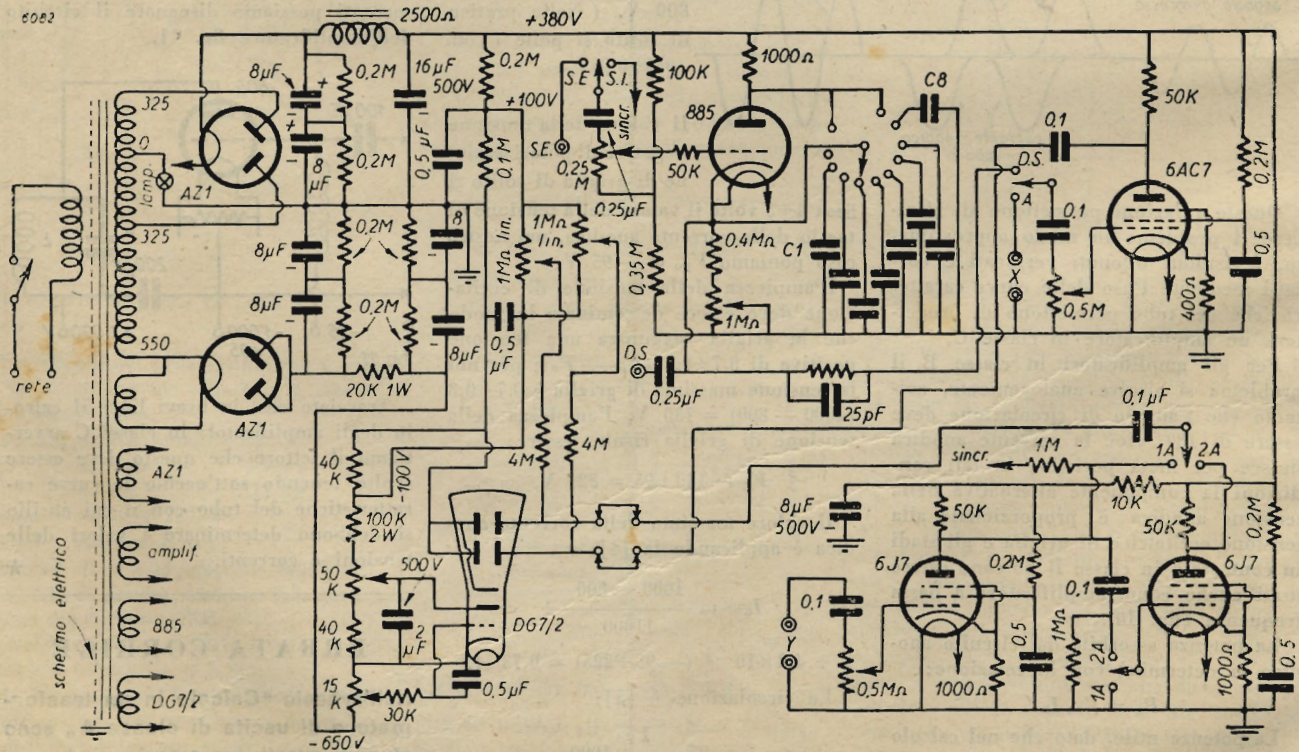 6082
2500Ω
+380V
325
0
lamp.
325
550
AZ1
AZ1
AZ1
amplif.
885
DG7/2
rete
schema elettrico
8µF
+
+
8
µF
8µF
8µF
0,2M
0,2M
0,2M
0,2M
20K 1W
16µF
500V
0,5 µF
8
8µF
0,2M
+100V
0,1M
S.E.
S.I.
S.E.
sincr.
0,25
M
0,25µF
50K
100K
885
1000Ω
C8
C1
1MΩ
lin.
1MΩ
lin.
0,35M
0,4MΩ
1MΩ
0,5
µF
D.S.
0,25µF
25pF
4M
4M
40
K
-100V
100K
2W
50
K
500V
2
µF
40
K
15
K
30K
-650V
0,5µF
DG7/2
0,1
D.S.
A
X
0,1
0,5M
50K
6AC7
400Ω
0,2M
0,5
0,1µF
1A
2A
sincr.
1M
10K
8µF
500V
50K
50K
0,2M
0,2M
6J7
6J7
0,1
Y
0,5MΩ
1000Ω
0,5
0,1
1MΩ
2A
1A
1000Ω
0,5